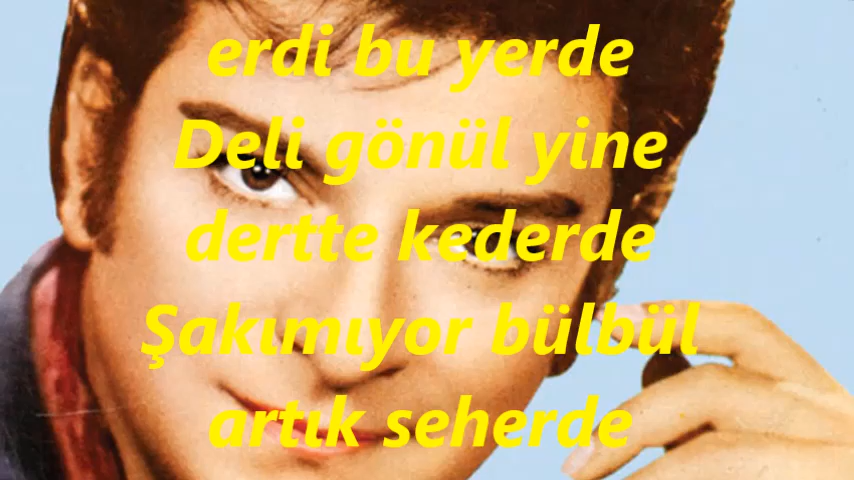 erdi bu yerde
Deli gönül yine
dertte kederde
Şakımıyor bülbül
artık seherde